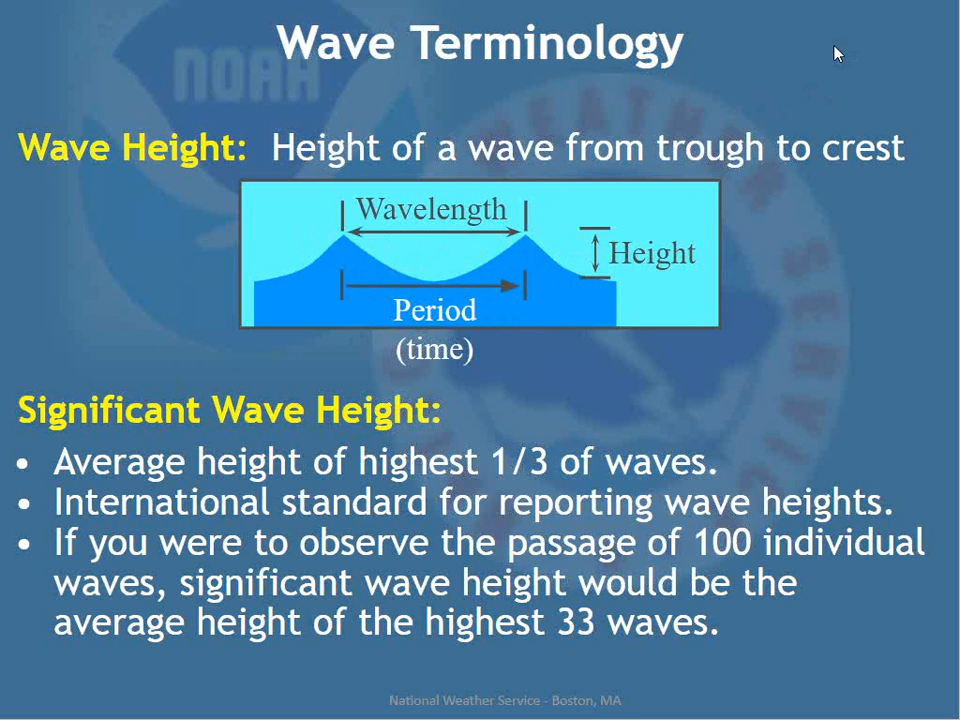 NOAA
Wave Terminology
Wave Height: Height of a wave from trough to crest
Wavelength
Height
Period
(time)
Significant Wave Height:
• Average height of highest 1/3 of waves.
• International standard for reporting wave heights.
• If you were to observe the passage of 100 individual
waves, significant wave height would be the
average height of the highest 33 waves.
WEATHER SERVICE
National Weather Service - Boston, MA